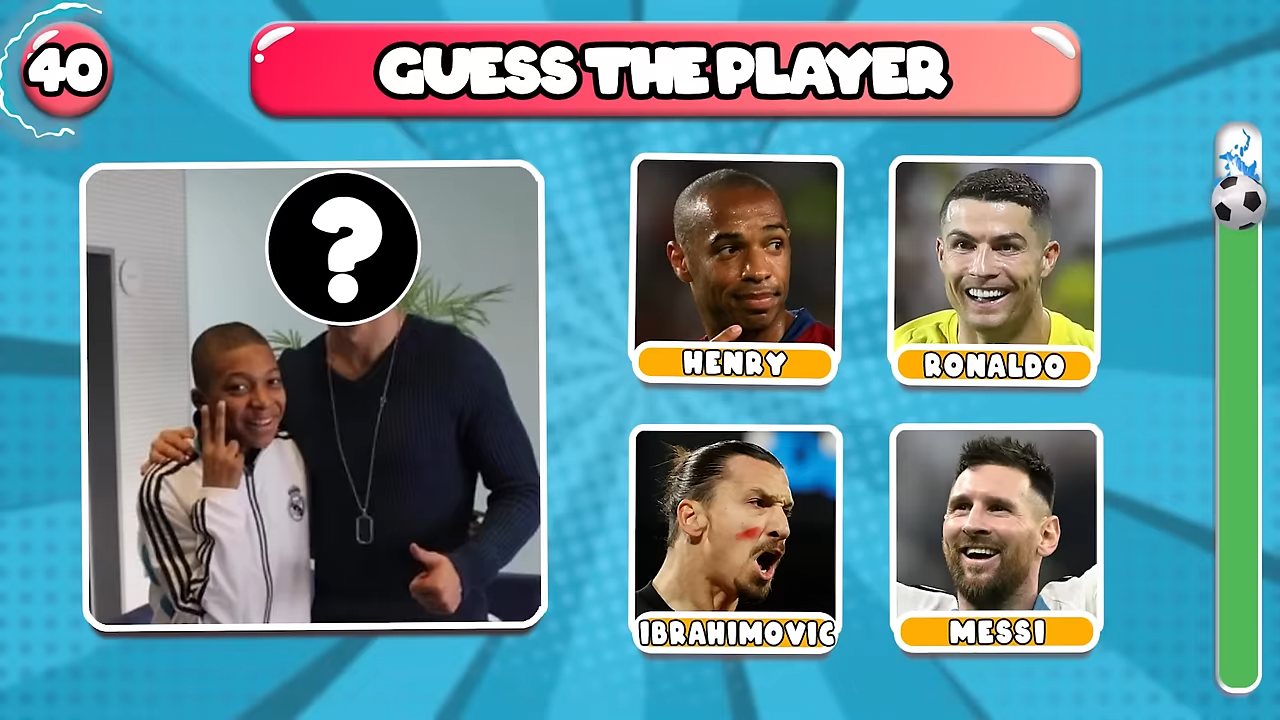 40
GUESS THE PLAYER
?
HENRY
RONALDO
IBRAHIMOVIC
MESSI